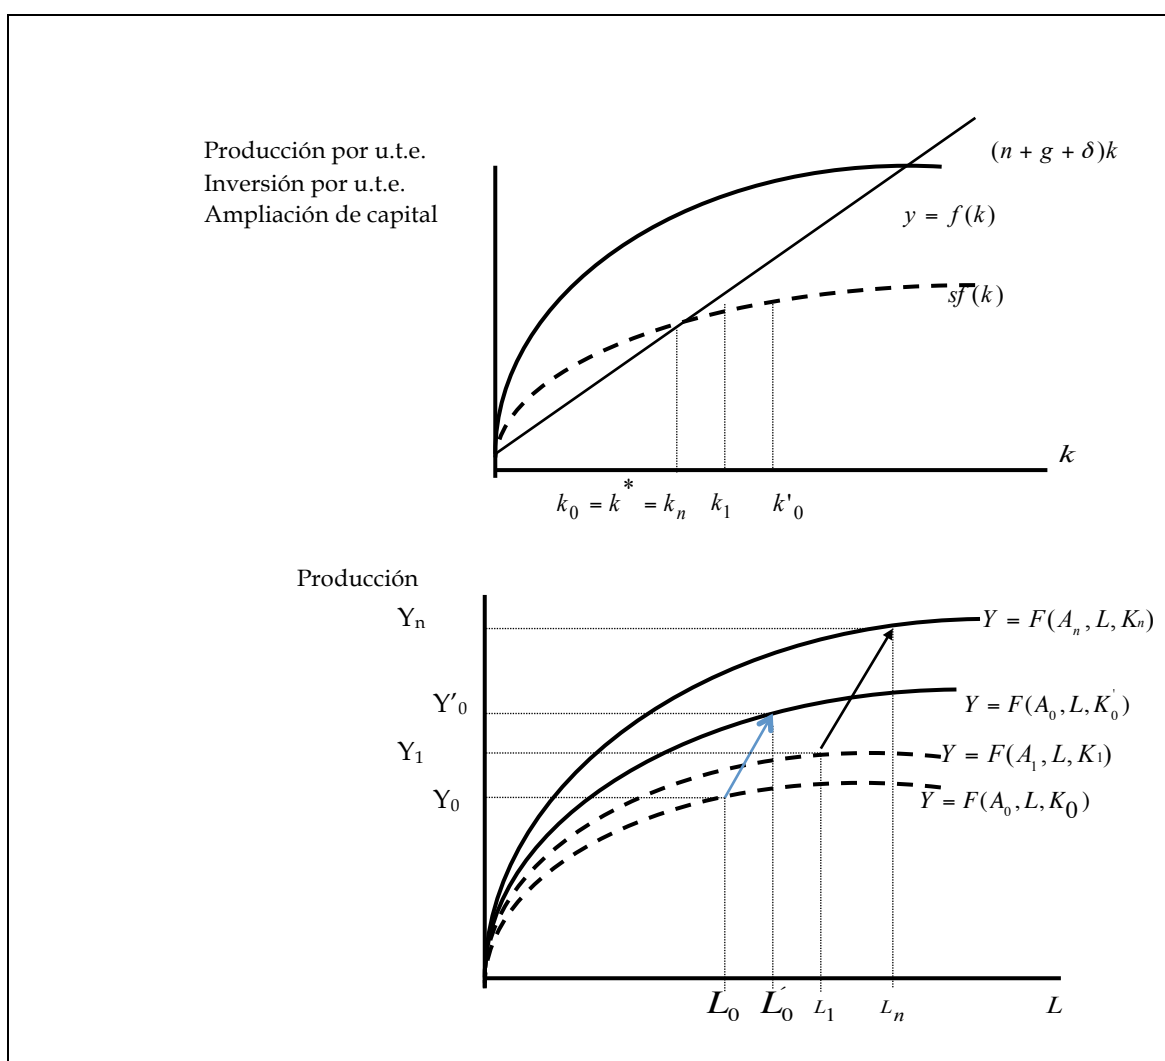 Producción por u.t.e.
Inversión por u.t.e.
Ampliación de capital
(n + g + δ)k
y = f(k)
sf(k)
k
k₀ = k* = kₙ k₁ k'₀
Producción
Yₙ
Y = F(Aₙ, L, Kₙ)
Y′₀
Y = F(A₀, L, K₀')
Y₁
Y = F(A₁, L, K₁)
Y₀
Y = F(A₀, L, K₀)
L₀ L′₀ L₁ Lₙ L